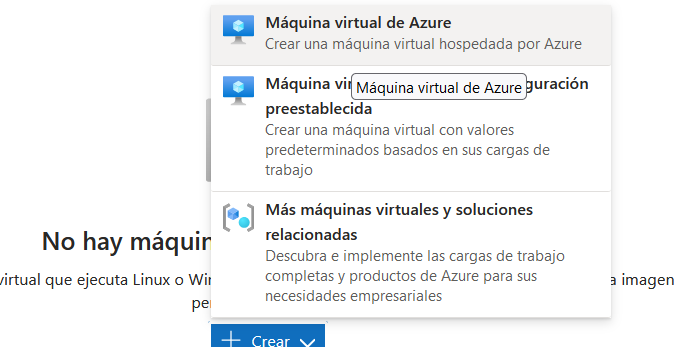 Máquina virtual de Azure
Crear una máquina virtual hospedada por Azure
Máquina guración
Máquina virtual de Azure
preestablecida
Crear una máquina virtual con valores
predeterminados basados en sus cargas de
trabajo
Más máquinas virtuales y soluciones
relacionadas
Descubra e implemente las cargas de trabajo
completas y productos de Azure para sus
necesidades empresariales
No hay máquin
virtual que ejecuta Linux o Win a imagen
per
Crear